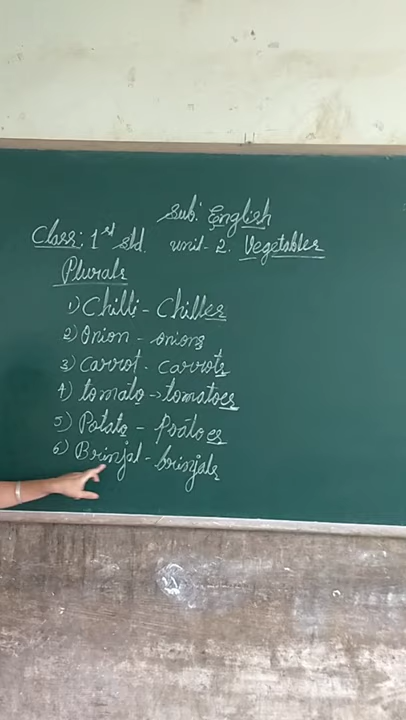 Sub: English
Class: 1st std. unit - 2. Vegetables
Plurals
1) Chilli - Chilles
2) Onion - onions
3) Carrot - carrots
4) tomato - tomatoes
5) Potato - potatoes
6) Brinjal - brinjals